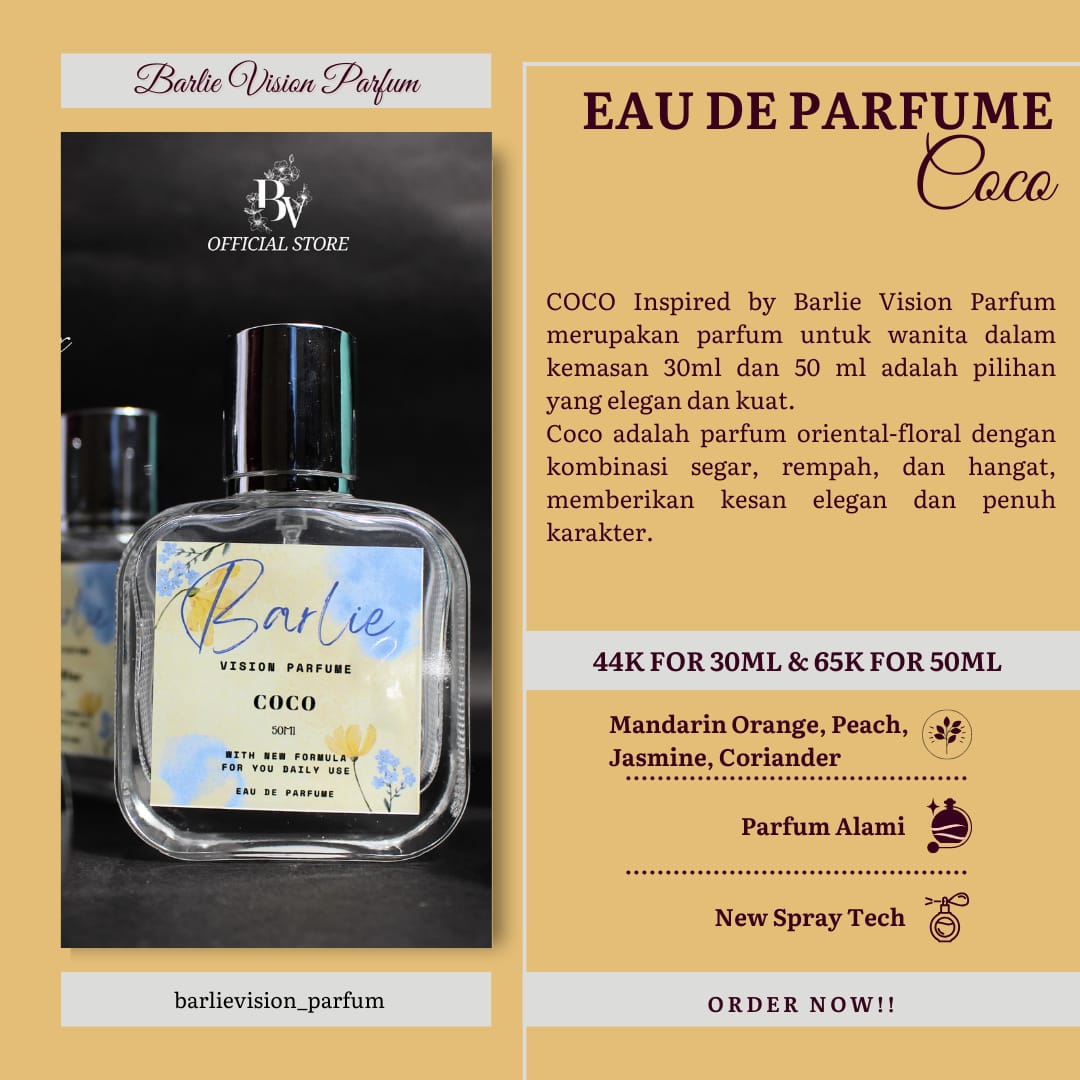 Barlie Vision Parfum
BV
OFFICIAL STORE
Barlie
VISION PARFUME
COCO
50Ml
WITH NEW FORMULA
FOR YOU DAILY USE
EAU DE PARFUME
barlievision_parfum
EAU DE PARFUME
Coco
COCO Inspired by Barlie Vision Parfum
merupakan parfum untuk wanita dalam
kemasan 30ml dan 50 ml adalah pilihan
yang elegan dan kuat.
Coco adalah parfum oriental-floral dengan
kombinasi segar, rempah, dan hangat,
memberikan kesan elegan dan penuh
karakter.
44K FOR 30ML & 65K FOR 50ML
Mandarin Orange, Peach,
Jasmine, Coriander
Parfum Alami
New Spray Tech
ORDER NOW!!